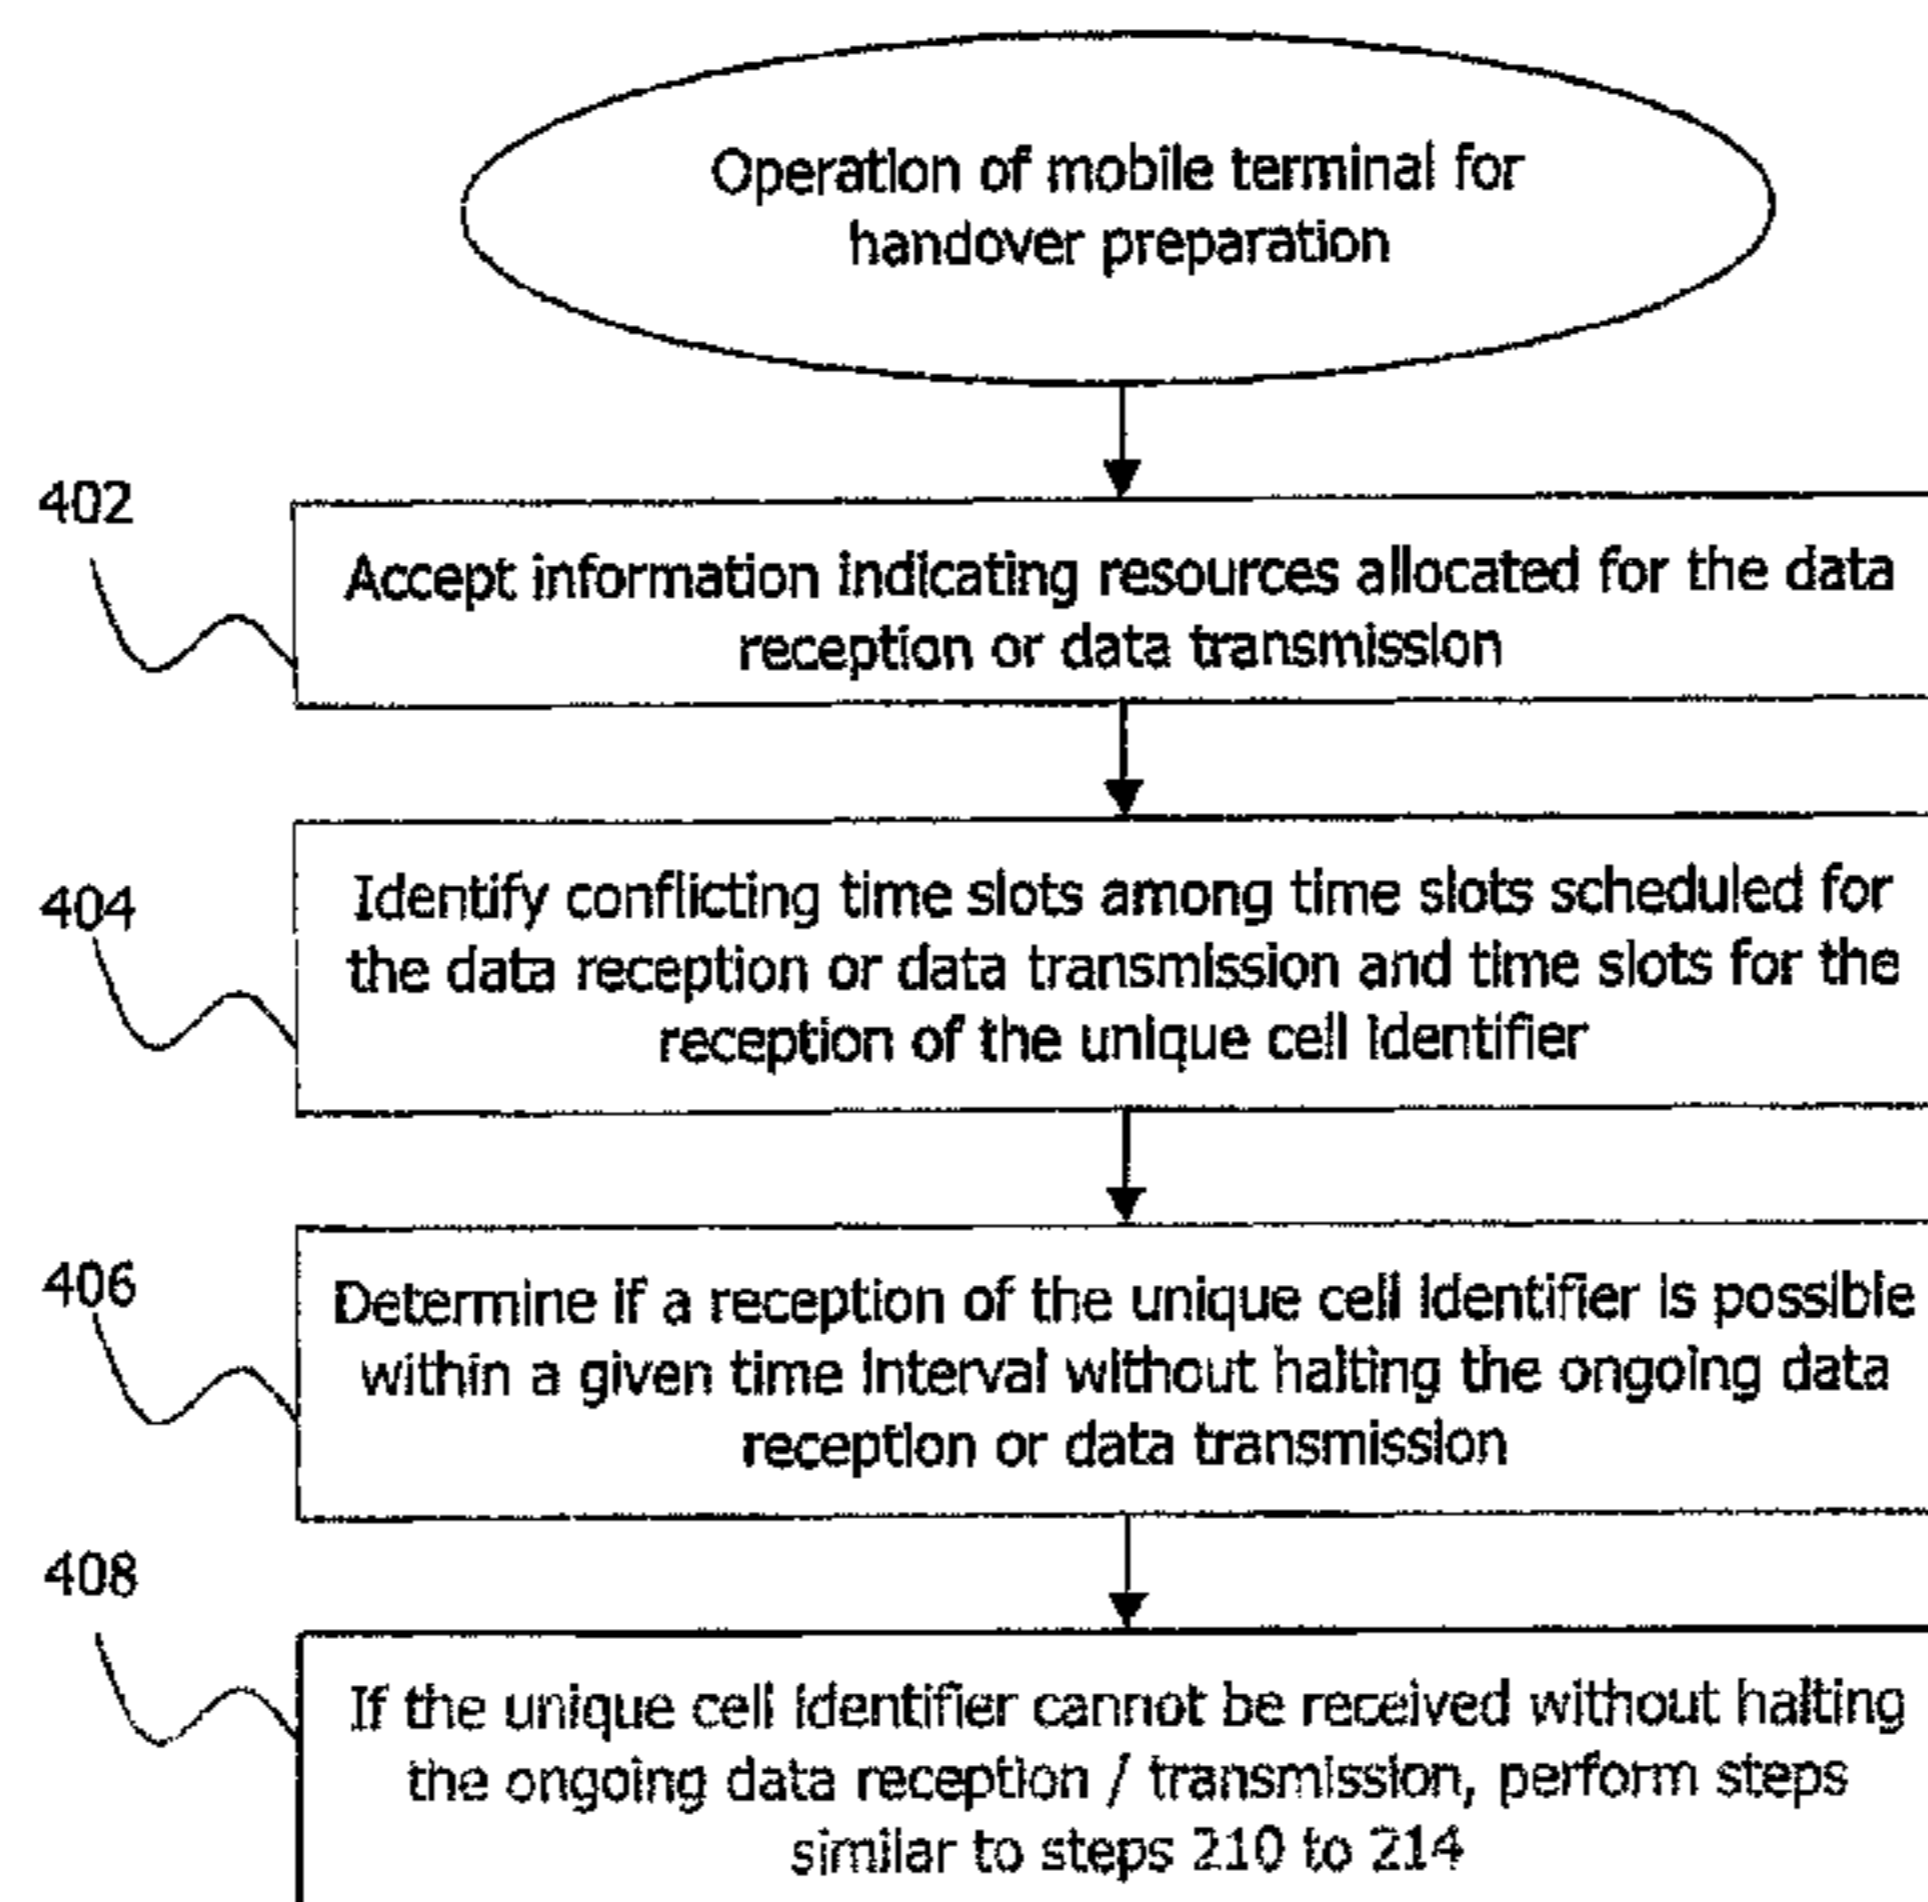 Operation of mobile terminal for
handover preparation
402
Accept information indicating resources allocated for the data
reception or data transmission
404
Identify conflicting time slots among time slots scheduled for
the data reception or data transmission and time slots for the
reception of the unique cell identifier
406
Determine if a reception of the unique cell identifier is possible
within a given time interval without halting the ongoing data
reception or data transmission
408
If the unique cell identifier cannot be received without halting
the ongoing data reception / transmission, perform steps
similar to steps 210 to 214